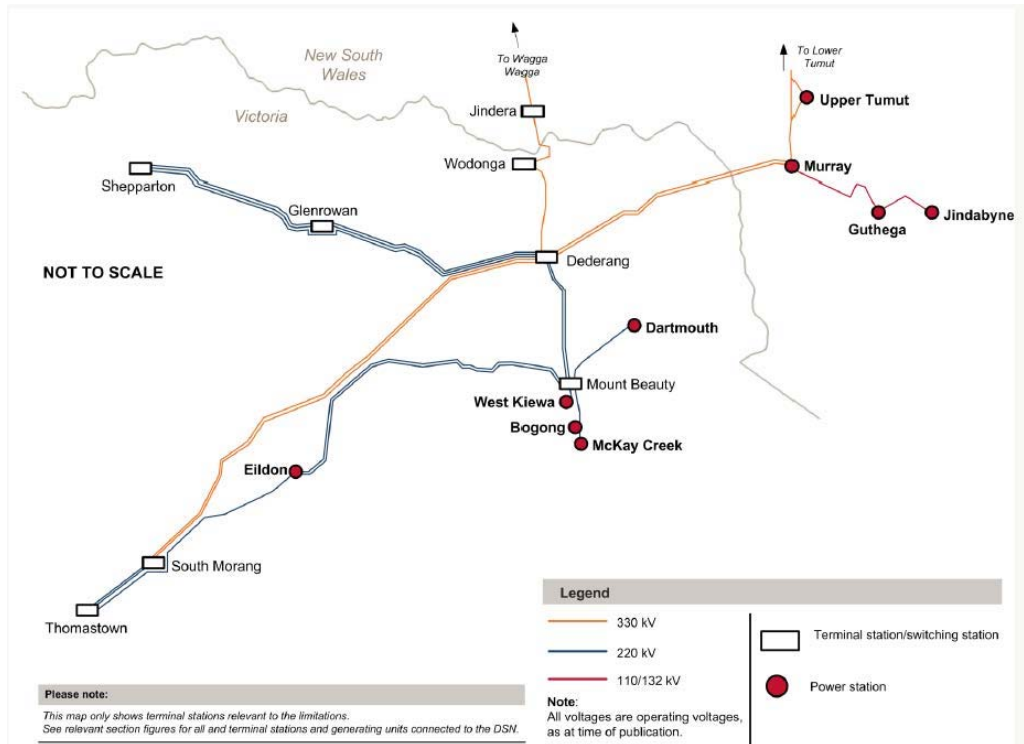 To Wagga
Wagga
To Lower
Tumut
New South
Wales
Victoria
Upper Tumut
Jindera
Wodonga
Murray
Shepparton
Glenrowan
Guthega
Jindabyne
Dederang
NOT TO SCALE
Dartmouth
Mount Beauty
West Kiewa
Bogong
McKay Creek
Eildon
South Morang
Thomastown
Legend
330 kV
220 kV
110/132 kV
Note:
All voltages are operating voltages,
as at time of publication.
Terminal station/switching station
Power station
Please note:
This map only shows terminal stations relevant to the limitations.
See relevant section figures for all and terminal stations and generating units connected to the DSN.